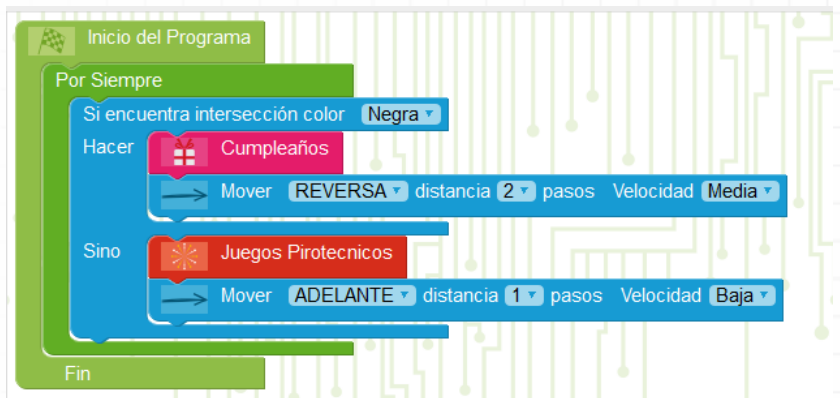 Inicio del Programa
Por Siempre
Si encuentra intersección color Negra
Hacer Cumpleaños
Mover REVERSA distancia 2 pasos Velocidad Media
Sino Juegos Pirotecnicos
Mover ADELANTE distancia 1 pasos Velocidad Baja
Fin